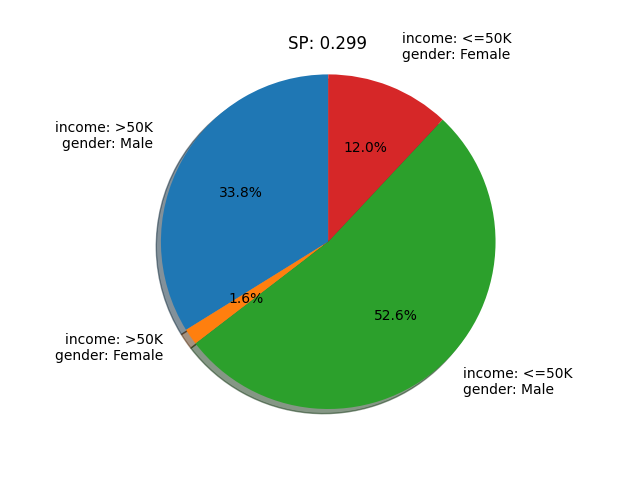 SP: 0.299
income: <=50K
gender: Female
income: >50K
gender: Male
12.0%
33.8%
1.6%
52.6%
income: >50K
gender: Female
income: <=50K
gender: Male